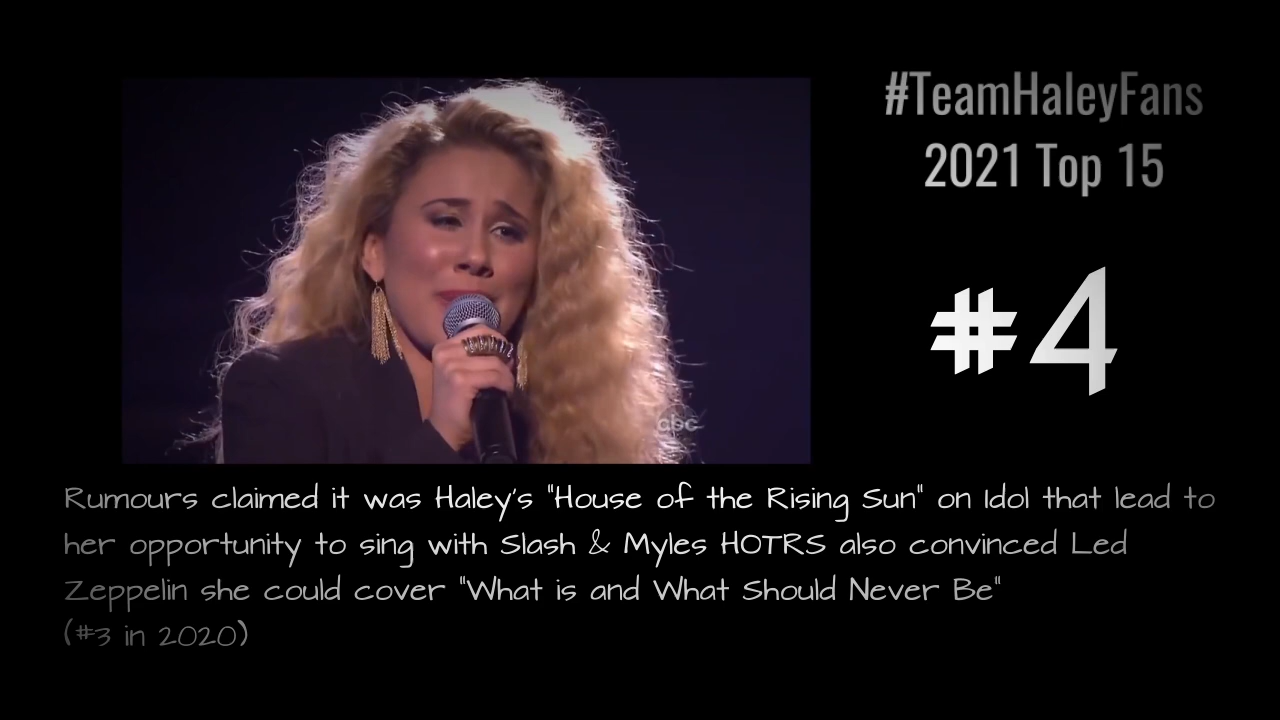 #TeamHaleyFans
2021 Top 15
#4
abc
Rumours claimed it was Haley's "House of the Rising Sun" on Idol that lead to
her opportunity to sing with Slash & Myles HOTRS also convinced Led
Zeppelin she could cover "What is and What Should Never Be"
(#3 in 2020)